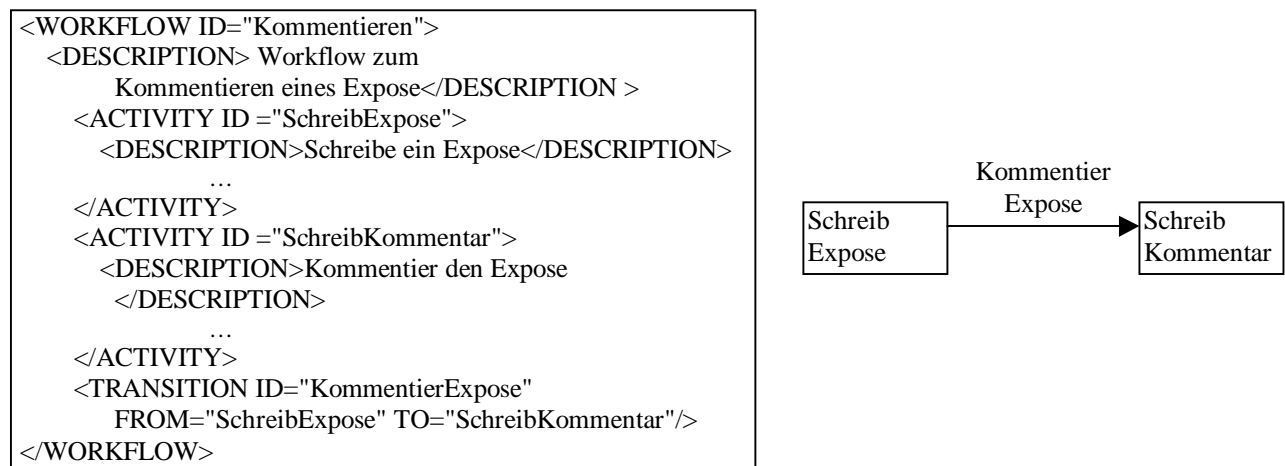 <WORKFLOW ID="Kommentieren">
<DESCRIPTION> Workflow zum
Kommentieren eines Expose</DESCRIPTION >
<ACTIVITY ID ="SchreibExpose">
<DESCRIPTION>Schreibe ein Expose</DESCRIPTION>
…
</ACTIVITY>
<ACTIVITY ID ="SchreibKommentar">
<DESCRIPTION>Kommentier den Expose
</DESCRIPTION>
…
</ACTIVITY>
<TRANSITION ID="KommentierExpose"
FROM="SchreibExpose" TO="SchreibKommentar"/>
</WORKFLOW>
Kommentier
Expose
Schreib
Expose
Schreib
Kommentar